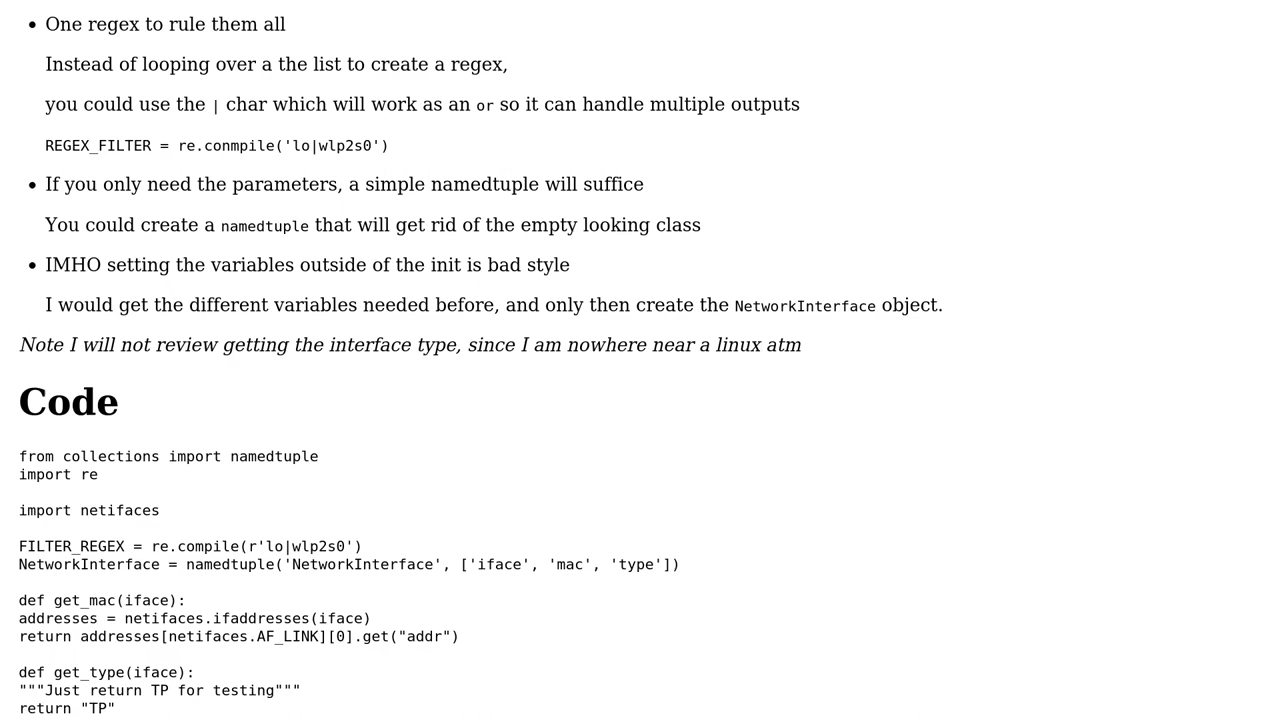 • One regex to rule them all
Instead of looping over a the list to create a regex,
you could use the | char which will work as an or so it can handle multiple outputs
REGEX_FILTER = re.conmpile('lo|wlp2s0')
• If you only need the parameters, a simple namedtuple will suffice
You could create a namedtuple that will get rid of the empty looking class
• IMHO setting the variables outside of the init is bad style
I would get the different variables needed before, and only then create the NetworkInterface object.
Note I will not review getting the interface type, since I am nowhere near a linux atm
Code
from collections import namedtuple
import re
import netifaces
FILTER_REGEX = re.compile(r'lo|wlp2s0')
NetworkInterface = namedtuple('NetworkInterface', ['iface', 'mac', 'type'])
def get_mac(iface):
addresses = netifaces.ifaddresses(iface)
return addresses[netifaces.AF_LINK][0].get("addr")
def get_type(iface):
"""Just return TP for testing"""
return "TP"